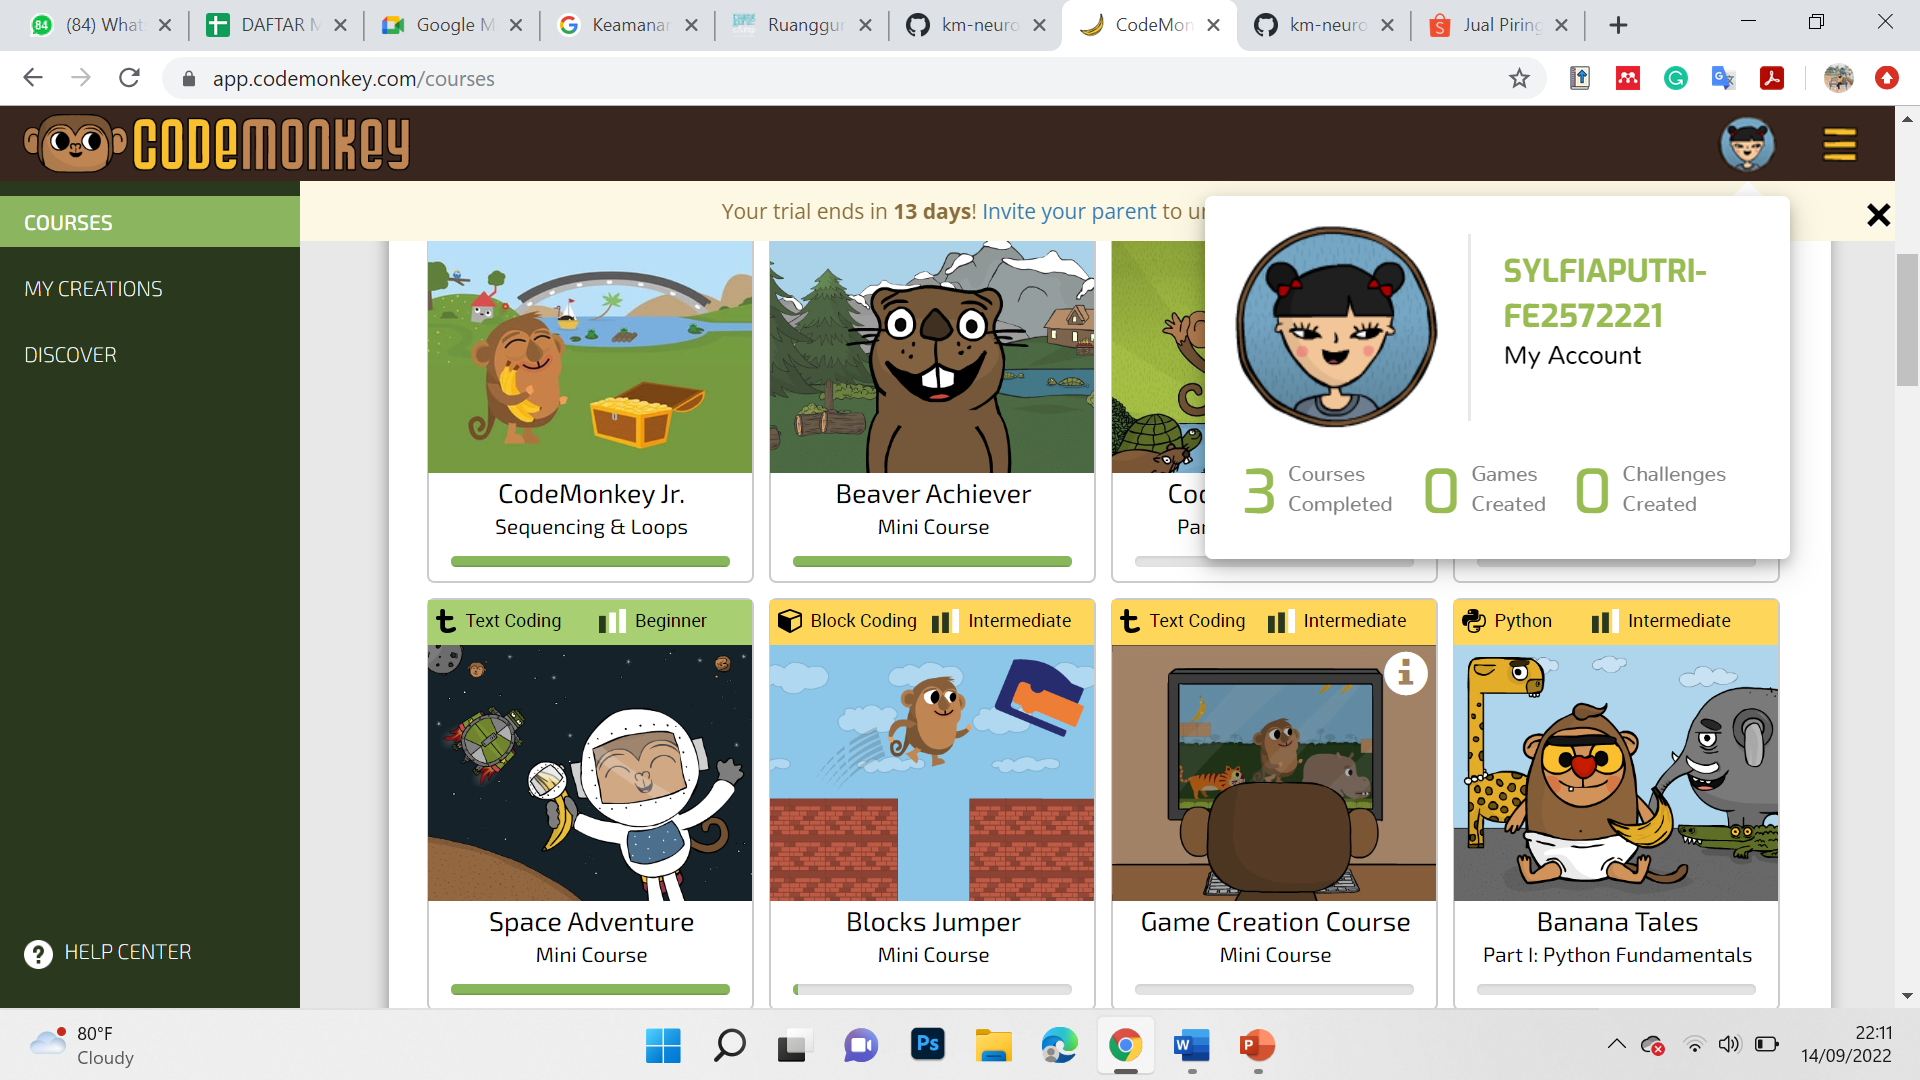 (84) What
DAFTAR M
Google M
Keamanan
Ruanggur
km-neuro
CodeMon
km-neuro
Jual Piring
app.codemonkey.com/courses
CODEMONKEY
COURSES
MY CREATIONS
DISCOVER
HELP CENTER
Your trial ends in 13 days! Invite your parent to u
SYLFIAPUTRI-
FE2572221
My Account
3 Courses Completed
0 Games Created
0 Challenges Created
CodeMonkey Jr.
Sequencing & Loops
Beaver Achiever
Mini Course
Co
Pa
Text Coding Beginner
Space Adventure
Mini Course
Block Coding Intermediate
Blocks Jumper
Mini Course
Text Coding Intermediate
Game Creation Course
Mini Course
Python Intermediate
Banana Tales
Part I: Python Fundamentals
80°F
Cloudy
Ps
W
P
22:11
14/09/2022